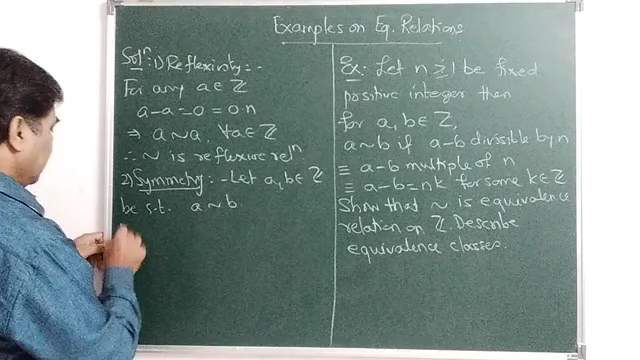 Examples on Eq. Relations
Solⁿ: 1) Reflexivity: -
For any a ∈ ℤ
a - a = 0 = 0·n
⇒ a ~ a, ∀ a ∈ ℤ
∴ ~ is reflexive relⁿ.
2) Symmetry: - Let a, b ∈ ℤ
be s.t. a ~ b.
Ex: Let n ≥ 1 be fixed
positive integer then
for a, b ∈ ℤ,
a ~ b if a - b divisible by n
≡ a - b multiple of n
≡ a - b = nk for some k ∈ ℤ
Show that ~ is equivalence
relation on ℤ. Describe
equivalence classes.